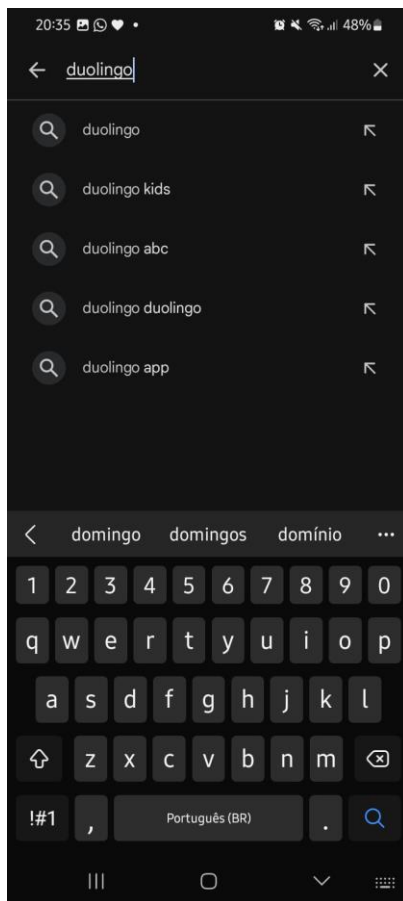 20:35 48%
duolingo
duolingo
duolingo kids
duolingo abc
duolingo duolingo
duolingo app
domingo domingos domínio
1 2 3 4 5 6 7 8 9 0
q w e r t y u i o p
a s d f g h j k l
z x c v b n m
!#1 , Português (BR) .